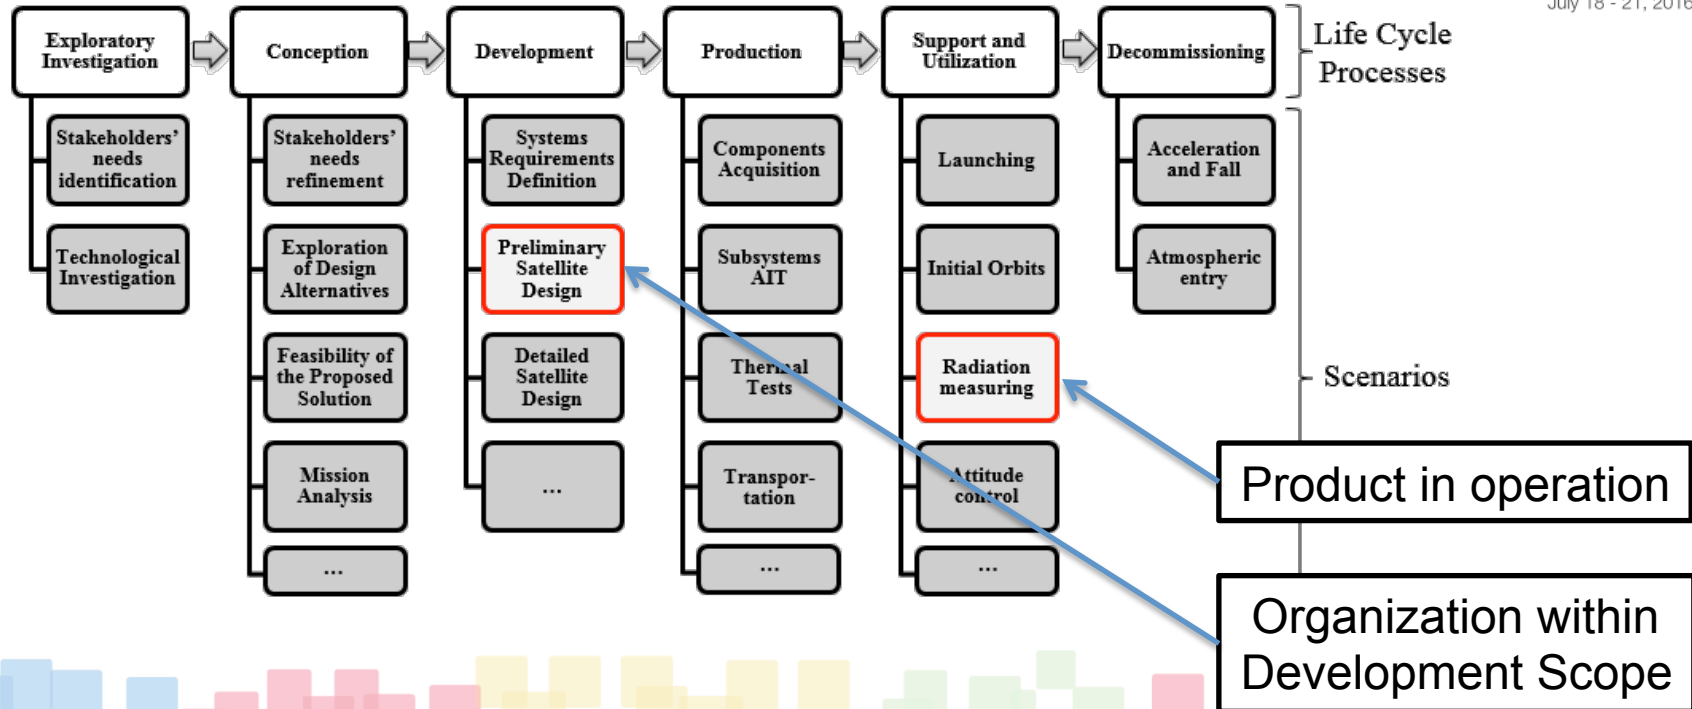 July 18 - 21, 2016
Exploratory
Investigation
Conception
Development
Production
Support and
Utilization
Decommissioning
Life Cycle
Processes
Stakeholders'
needs
identification
Technological
Investigation
Stakeholders'
needs
refinement
Exploration
of Design
Alternatives
Feasibility of
the Proposed
Solution
Mission
Analysis
...
Systems
Requirements
Definition
Preliminary
Satellite
Design
Detailed
Satellite
Design
...
Components
Acquisition
Subsystems
AIT
Thermal
Tests
Transpor-
tation
...
Launching
Initial Orbits
Radiation
measuring
Attitude
control
...
Acceleration
and Fall
Atmospheric
entry
Scenarios
Product in operation
Organization within
Development Scope